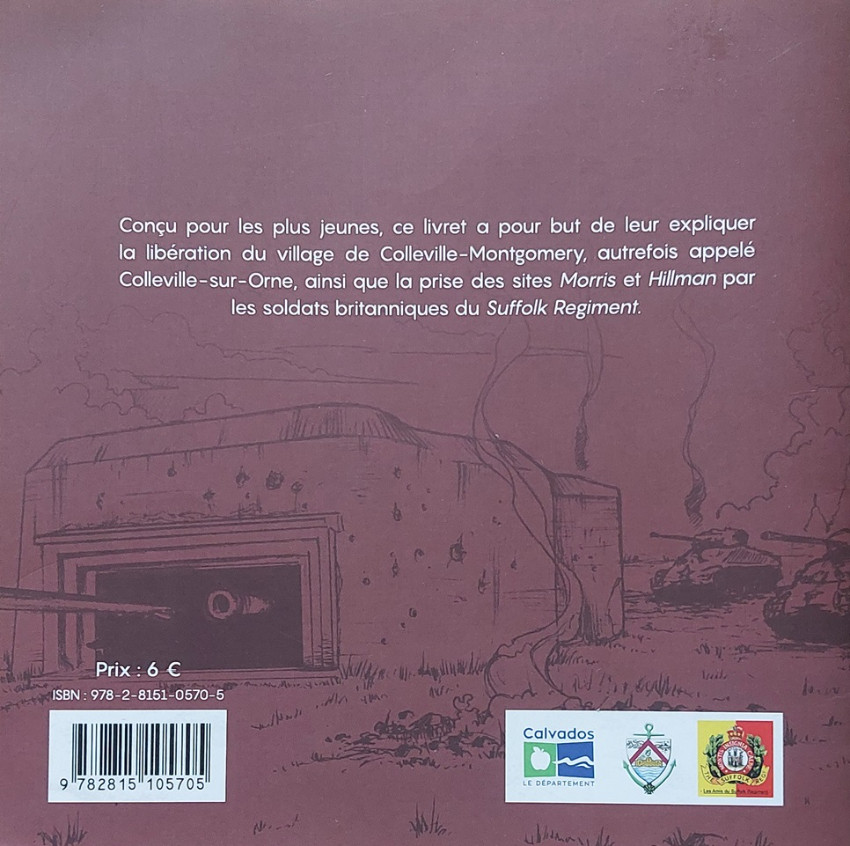 Conçu pour les plus jeunes, ce livret a pour but de leur expliquer
la libération du village de Colleville-Montgomery, autrefois appelé
Colleville-sur-Orne, ainsi que la prise des sites Morris et Hillman par
les soldats britanniques du Suffolk Regiment.
Prix : 6 €
ISBN : 978-2-8151-0570-5
9 782815 105705
Calvados
LE DÉPARTEMENT
THE SUFFOLK REGT
Les Amis du Suffolk Regiment